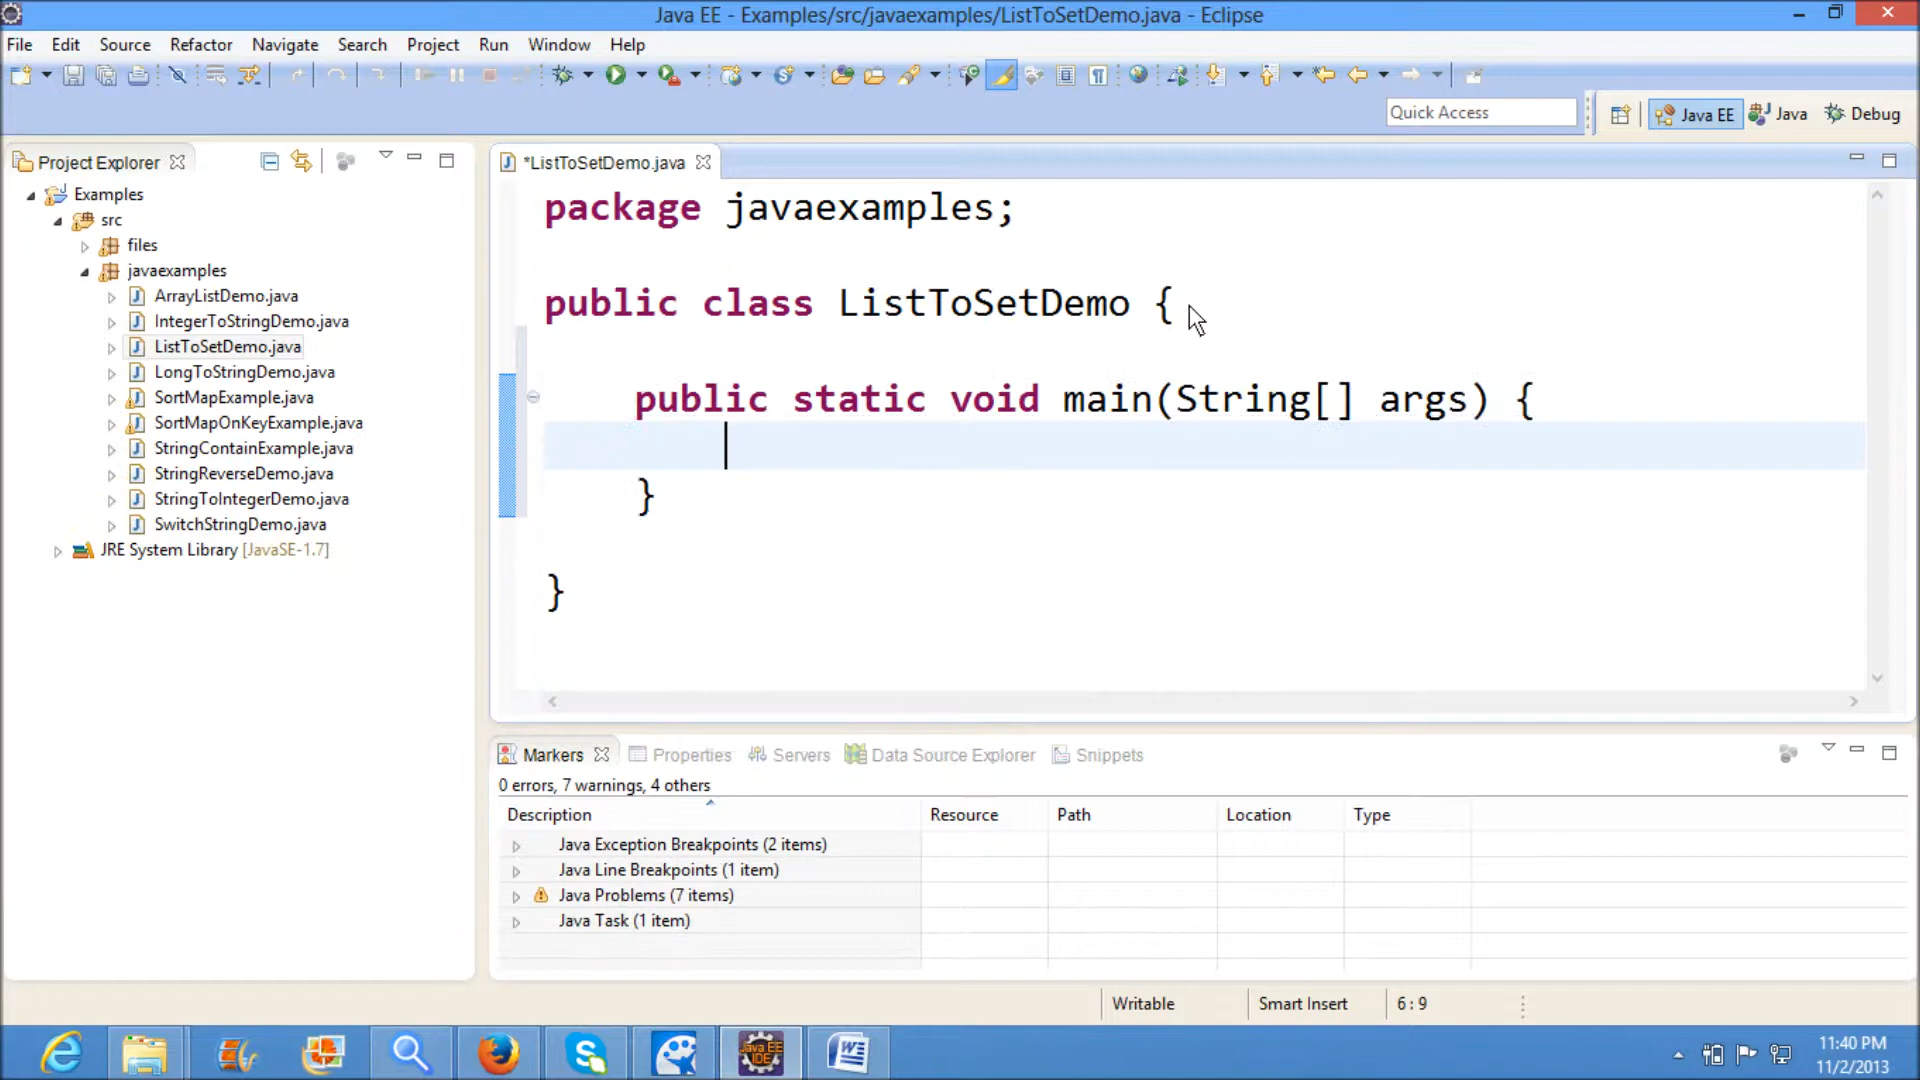 Java EE - Examples/src/javaexamples/ListToSetDemo.java - Eclipse
File Edit Source Refactor Navigate Search Project Run Window Help
Quick Access
Java EE Java Debug
Project Explorer
Examples
src
files
javaexamples
ArrayListDemo.java
IntegerToStringDemo.java
ListToSetDemo.java
LongToStringDemo.java
SortMapExample.java
SortMapOnKeyExample.java
StringContainExample.java
StringReverseDemo.java
StringToIntegerDemo.java
SwitchStringDemo.java
JRE System Library [JavaSE-1.7]
*ListToSetDemo.java
package javaexamples;
public class ListToSetDemo {
public static void main(String[] args) {
}
}
Markers Properties Servers Data Source Explorer Snippets
0 errors, 7 warnings, 4 others
Description Resource Path Location Type
Java Exception Breakpoints (2 items)
Java Line Breakpoints (1 item)
Java Problems (7 items)
Java Task (1 item)
Writable Smart Insert 6 : 9
Java EE
IDE
11:40 PM
11/2/2013